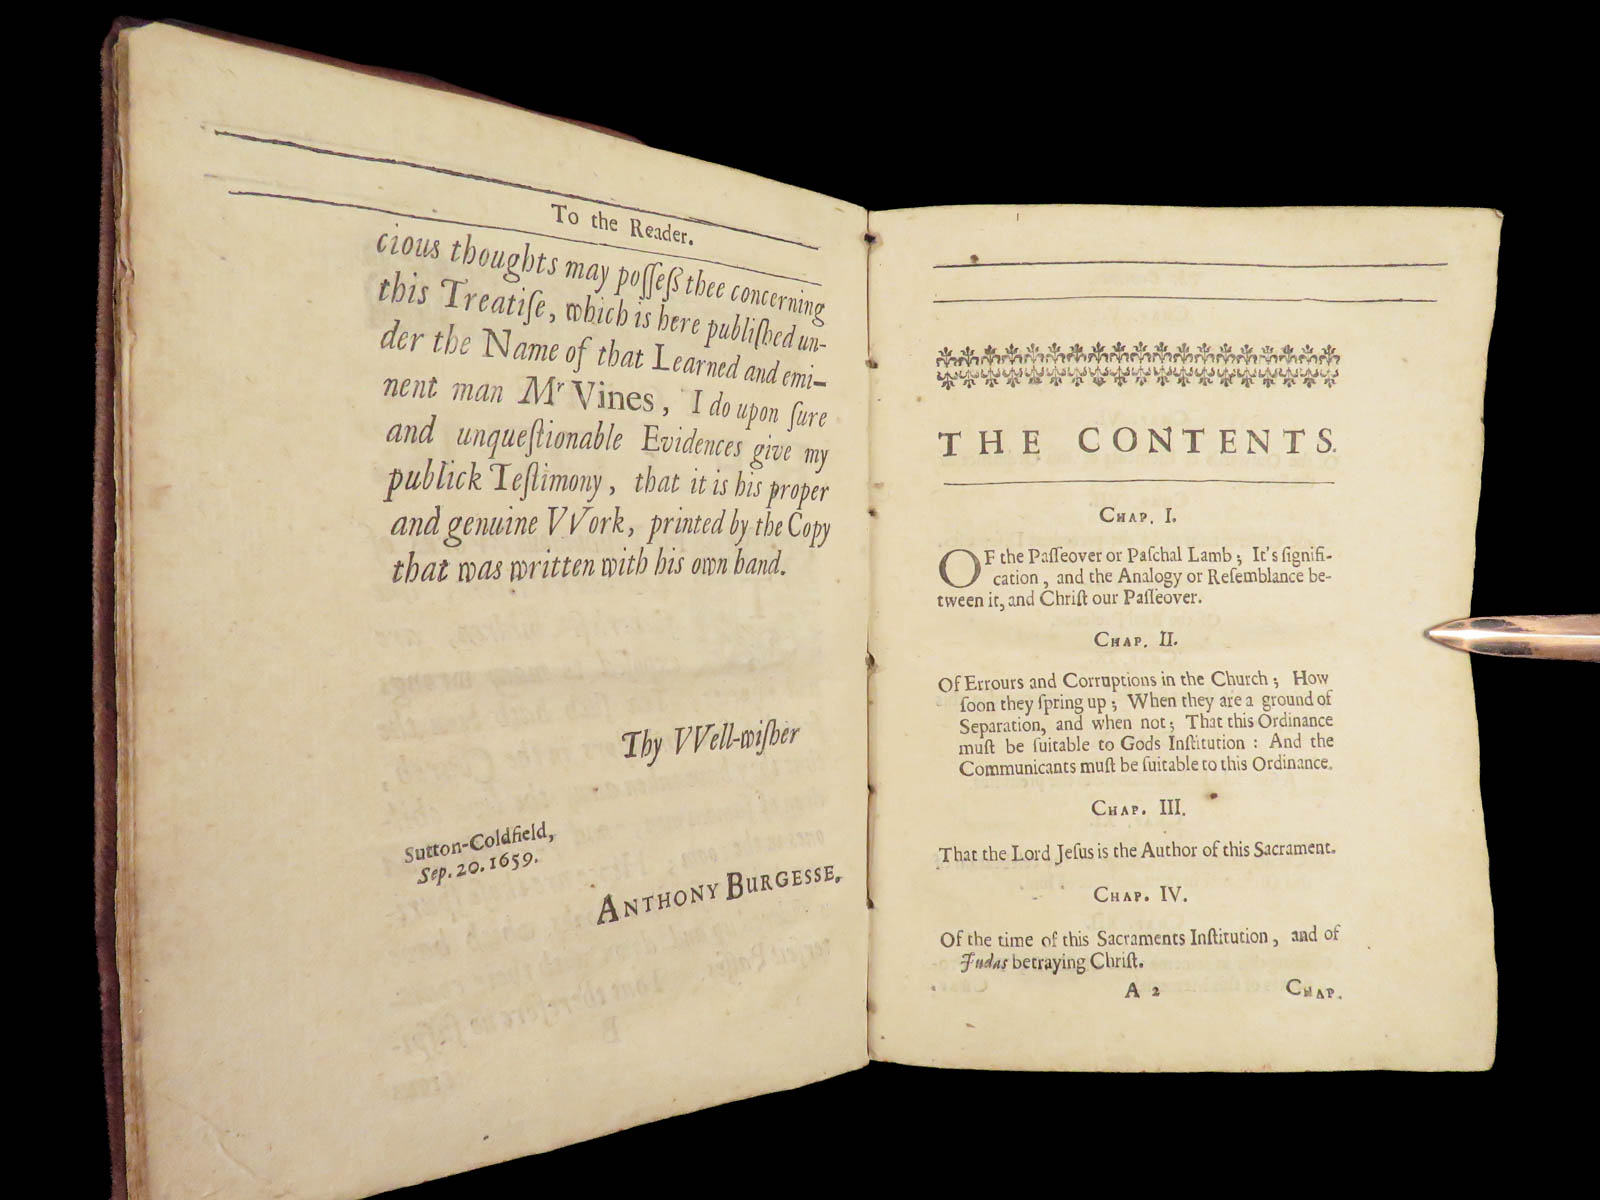 To the Reader.
cious thoughts may poſſeſs thee concerning
this Treatiſe, which is here publiſhed un-
der the Name of that Learned and emi-
nent man Mr Vines, I do upon ſure
and unqueſtionable Evidences give my
publick Teſtimony, that it is his proper
and genuine VVork, printed by the Copy
that was written with his own hand.
Thy VVell-wiſher
Sutton-Coldfield,
Sep. 20. 1659.
ANTHONY BURGESSE.
THE CONTENTS.
CHAP. I.
OF the Paſſeover or Paſchal Lamb; It's ſignifi-
cation, and the Analogy or Reſemblance be-
tween it, and Chriſt our Paſſeover.
CHAP. II.
Of Errours and Corruptions in the Church; How
ſoon they ſpring up; When they are a ground of
Separation, and when not; That this Ordinance
muſt be ſuitable to Gods Inſtitution: And the
Communicants muſt be ſuitable to this Ordinance.
CHAP. III.
That the Lord Jeſus is the Author of this Sacrament.
CHAP. IV.
Of the time of this Sacraments Inſtitution, and of
Judas betraying Chriſt.
A 2 CHAP.